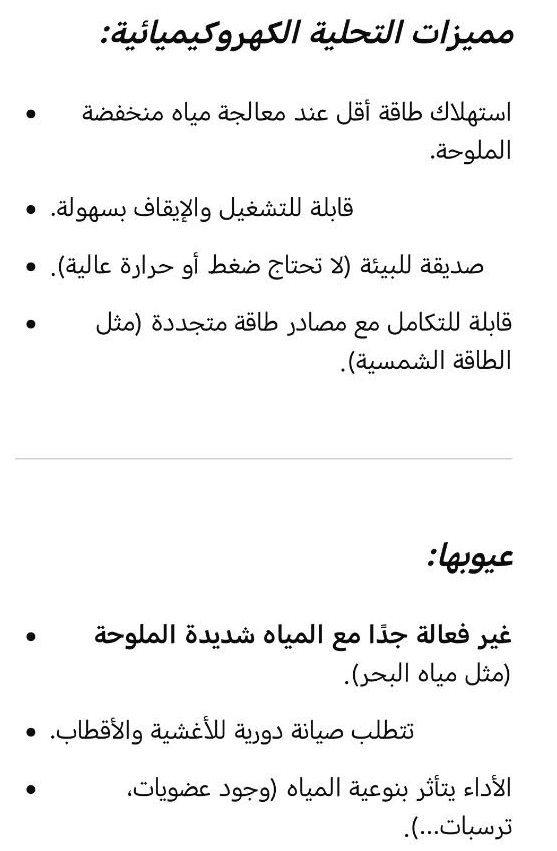 مميزات التحلية الكهروكيميائية:
• استهلاك طاقة أقل عند معالجة مياه منخفضة
الملوحة.
• قابلة للتشغيل والإيقاف بسهولة.
• صديقة للبيئة (لا تحتاج ضغط أو حرارة عالية).
• قابلة للتكامل مع مصادر طاقة متجددة (مثل
الطاقة الشمسية).
عيوبها:
• غير فعالة جدًا مع المياه شديدة الملوحة
(مثل مياه البحر).
• تتطلب صيانة دورية للأغشية والأقطاب.
• الأداء يتأثر بنوعية المياه (وجود عضويات،
ترسبات...).